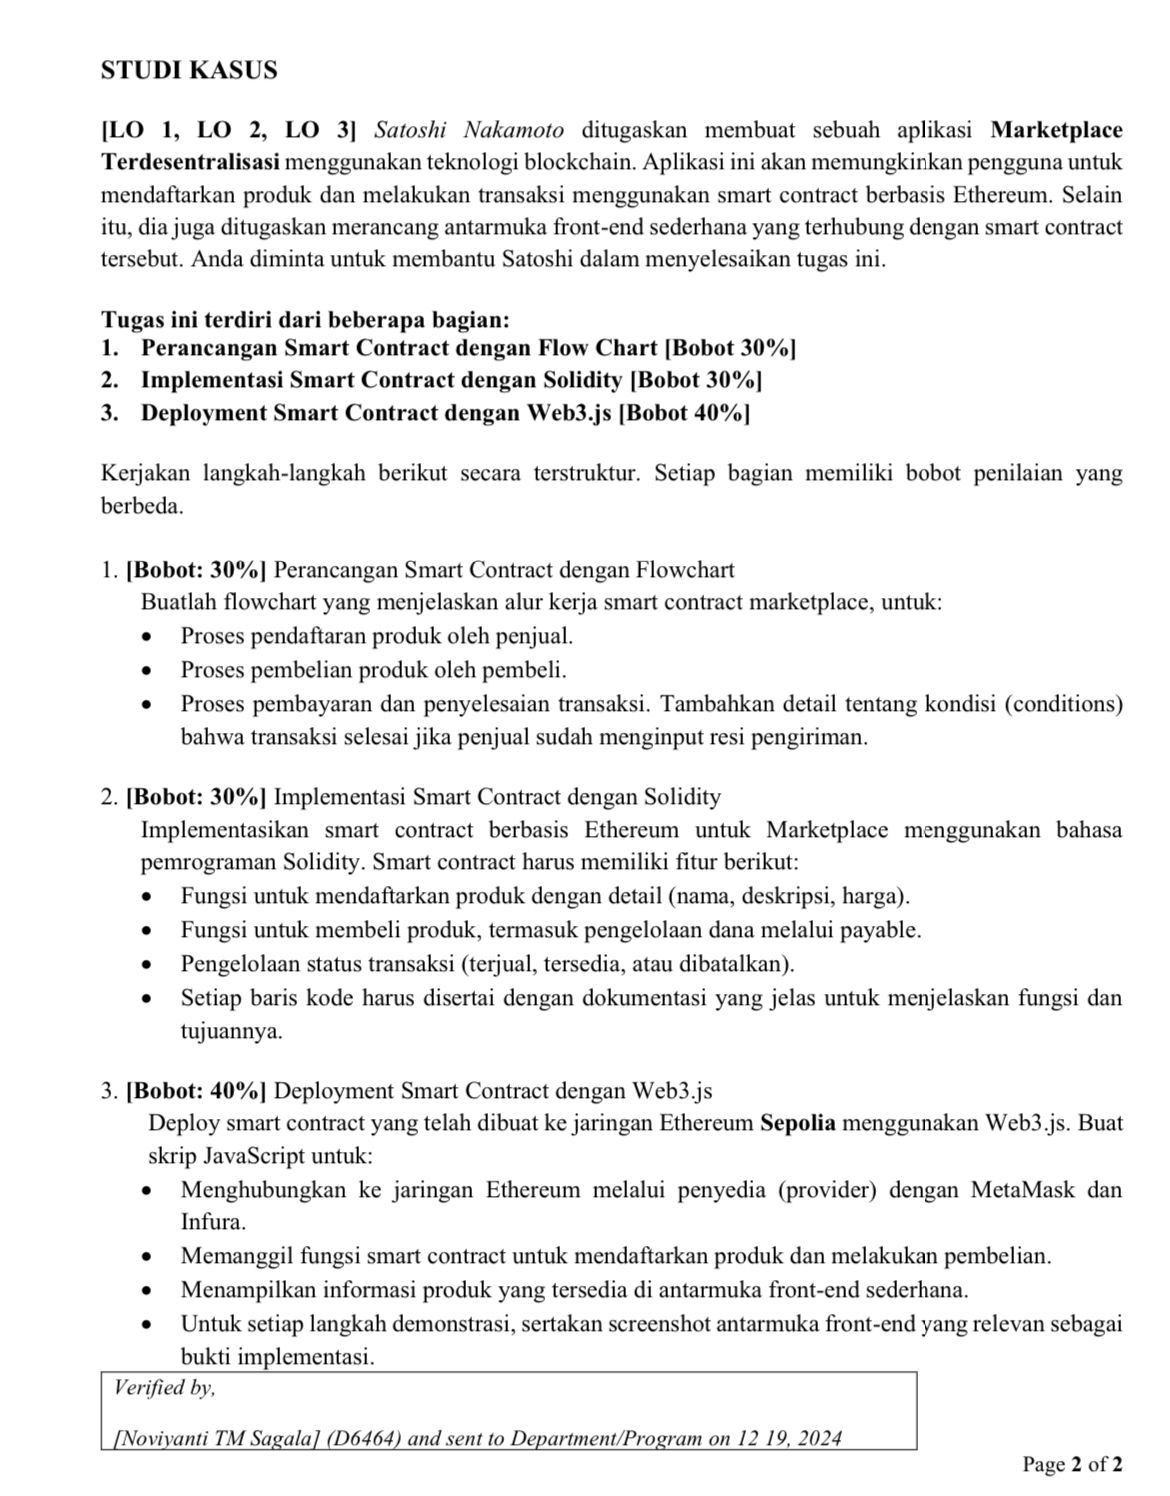 STUDI KASUS
[LO 1, LO 2, LO 3] Satoshi Nakamoto ditugaskan membuat sebuah aplikasi Marketplace
Terdesentralisasi menggunakan teknologi blockchain. Aplikasi ini akan memungkinkan pengguna untuk
mendaftarkan produk dan melakukan transaksi menggunakan smart contract berbasis Ethereum. Selain
itu, dia juga ditugaskan merancang antarmuka front-end sederhana yang terhubung dengan smart contract
tersebut. Anda diminta untuk membantu Satoshi dalam menyelesaikan tugas ini.
Tugas ini terdiri dari beberapa bagian:
1. Perancangan Smart Contract dengan Flow Chart [Bobot 30%]
2. Implementasi Smart Contract dengan Solidity [Bobot 30%]
3. Deployment Smart Contract dengan Web3.js [Bobot 40%]
Kerjakan langkah-langkah berikut secara terstruktur. Setiap bagian memiliki bobot penilaian yang
berbeda.
1. [Bobot: 30%] Perancangan Smart Contract dengan Flowchart
Buatlah flowchart yang menjelaskan alur kerja smart contract marketplace, untuk:
• Proses pendaftaran produk oleh penjual.
• Proses pembelian produk oleh pembeli.
• Proses pembayaran dan penyelesaian transaksi. Tambahkan detail tentang kondisi (conditions)
bahwa transaksi selesai jika penjual sudah menginput resi pengiriman.
2. [Bobot: 30%] Implementasi Smart Contract dengan Solidity
Implementasikan smart contract berbasis Ethereum untuk Marketplace menggunakan bahasa
pemrograman Solidity. Smart contract harus memiliki fitur berikut:
• Fungsi untuk mendaftarkan produk dengan detail (nama, deskripsi, harga).
• Fungsi untuk membeli produk, termasuk pengelolaan dana melalui payable.
• Pengelolaan status transaksi (terjual, tersedia, atau dibatalkan).
• Setiap baris kode harus disertai dengan dokumentasi yang jelas untuk menjelaskan fungsi dan
tujuannya.
3. [Bobot: 40%] Deployment Smart Contract dengan Web3.js
Deploy smart contract yang telah dibuat ke jaringan Ethereum Sepolia menggunakan Web3.js. Buat
skrip JavaScript untuk:
• Menghubungkan ke jaringan Ethereum melalui penyedia (provider) dengan MetaMask dan
Infura.
• Memanggil fungsi smart contract untuk mendaftarkan produk dan melakukan pembelian.
• Menampilkan informasi produk yang tersedia di antarmuka front-end sederhana.
• Untuk setiap langkah demonstrasi, sertakan screenshot antarmuka front-end yang relevan sebagai
bukti implementasi.
Verified by,
[Noviyanti TM Sagala] (D6464) and sent to Department/Program on 12 19, 2024
Page 2 of 2